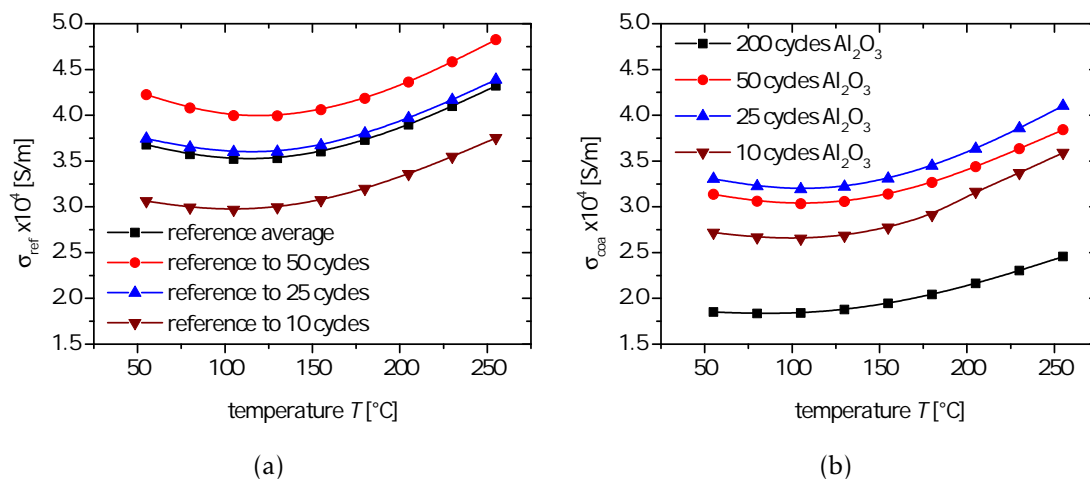 5.0
4.5
4.0
3.5
3.0
2.5
2.0
1.5
σref x10⁴ [S/m]
reference average
reference to 50 cycles
reference to 25 cycles
reference to 10 cycles
50 100 150 200 250
temperature T [°C]
(a)
5.0
4.5
4.0
3.5
3.0
2.5
2.0
1.5
σcoa x10⁴ [S/m]
200 cycles Al₂O₃
50 cycles Al₂O₃
25 cycles Al₂O₃
10 cycles Al₂O₃
50 100 150 200 250
temperature T [°C]
(b)